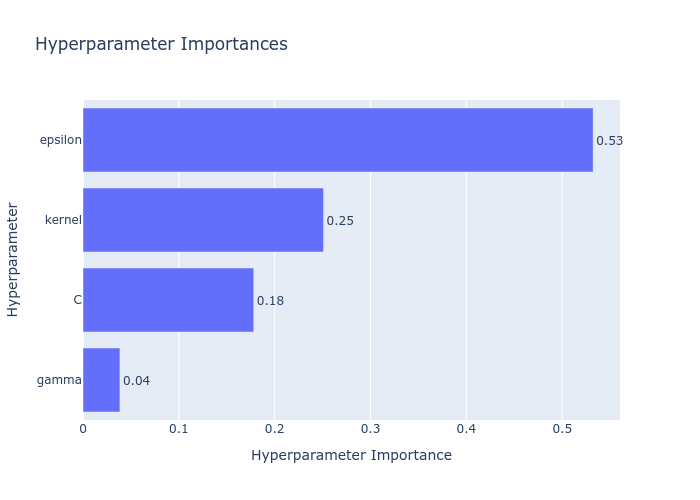 Hyperparameter Importances
Hyperparameter
epsilon
0.53
kernel
0.25
C
0.18
gamma
0.04
0
0.1
0.2
0.3
0.4
0.5
Hyperparameter Importance